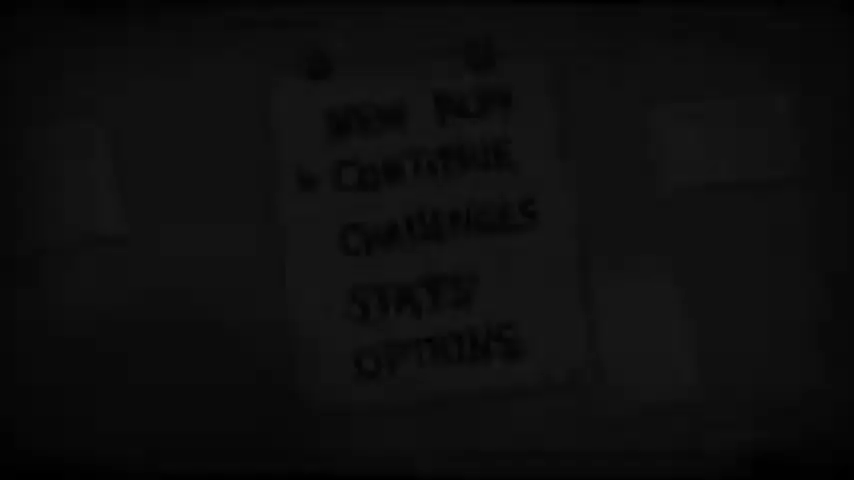 NEW RUN
CONTINUE
CHALLENGES
STATS
OPTIONS